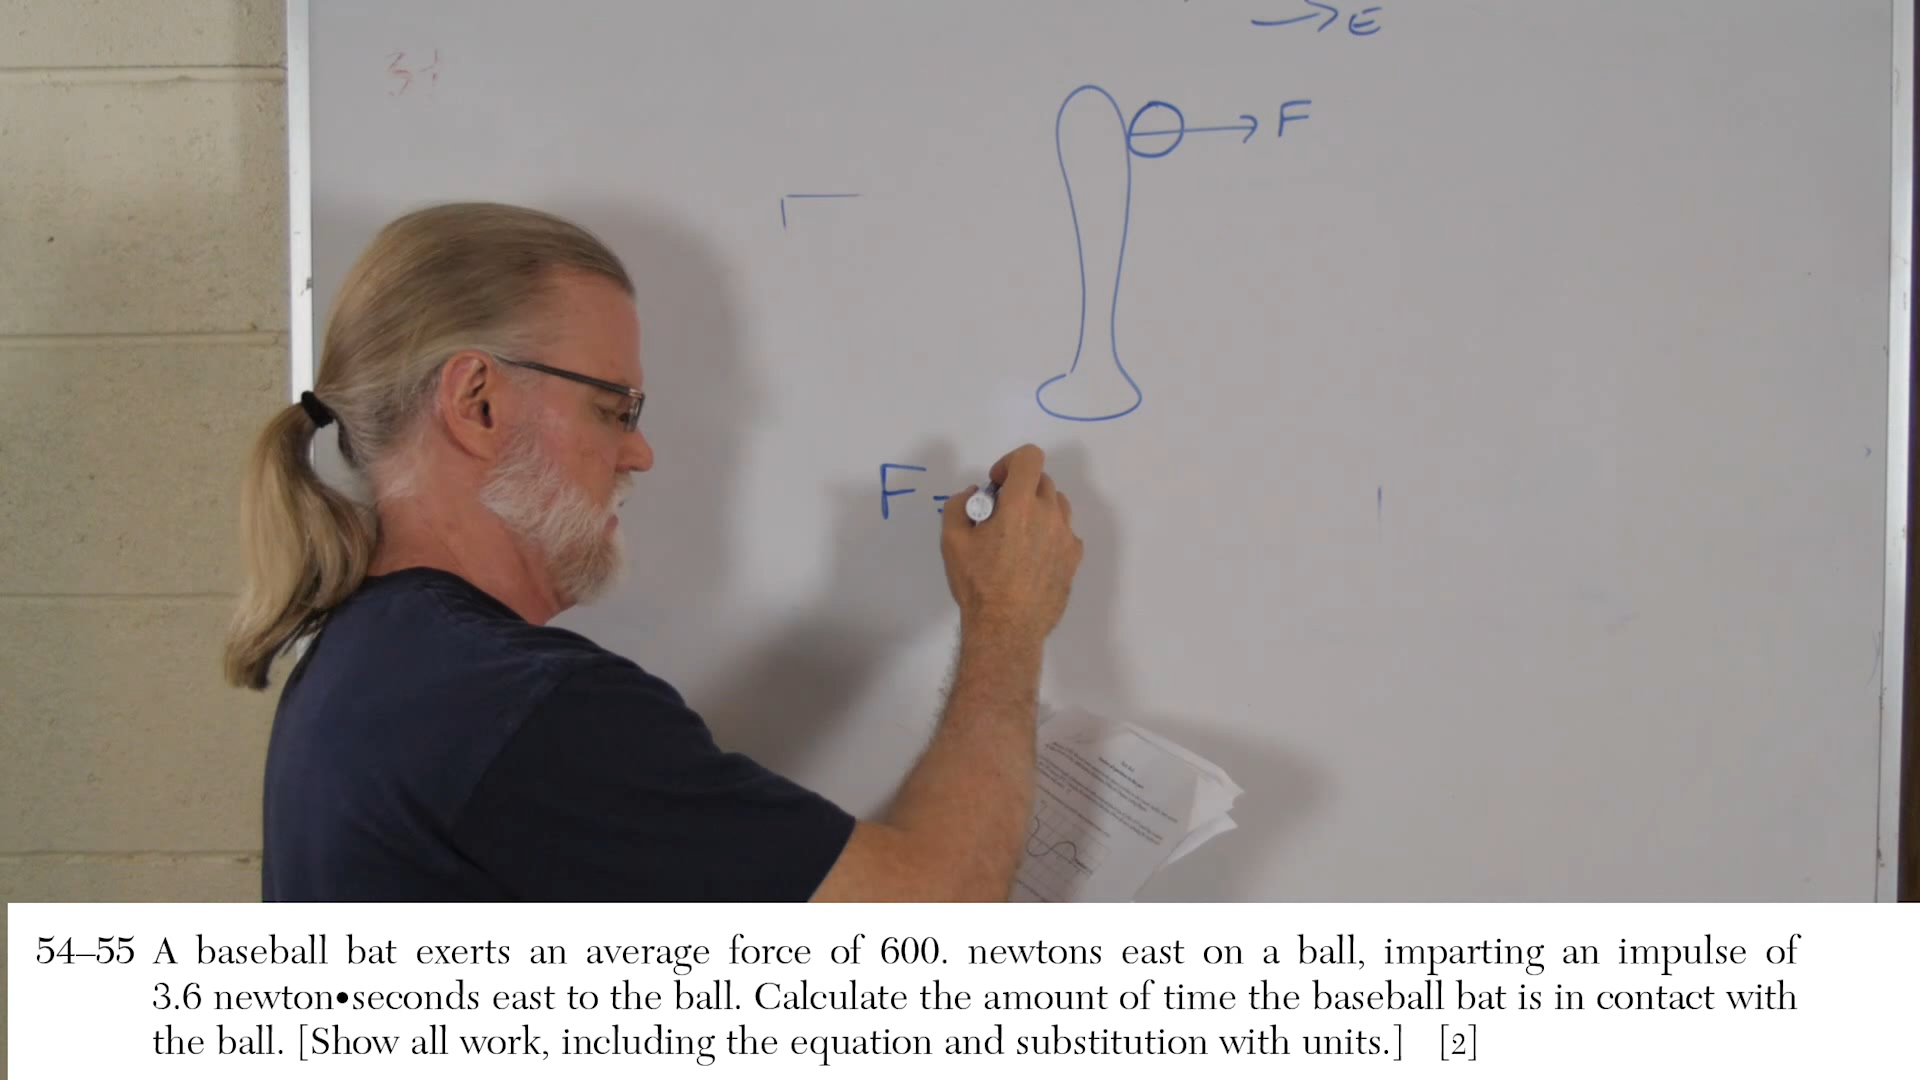 → E
F
F =
54–55 A baseball bat exerts an average force of 600. newtons east on a ball, imparting an impulse of
3.6 newton•seconds east to the ball. Calculate the amount of time the baseball bat is in contact with
the ball. [Show all work, including the equation and substitution with units.] [2]